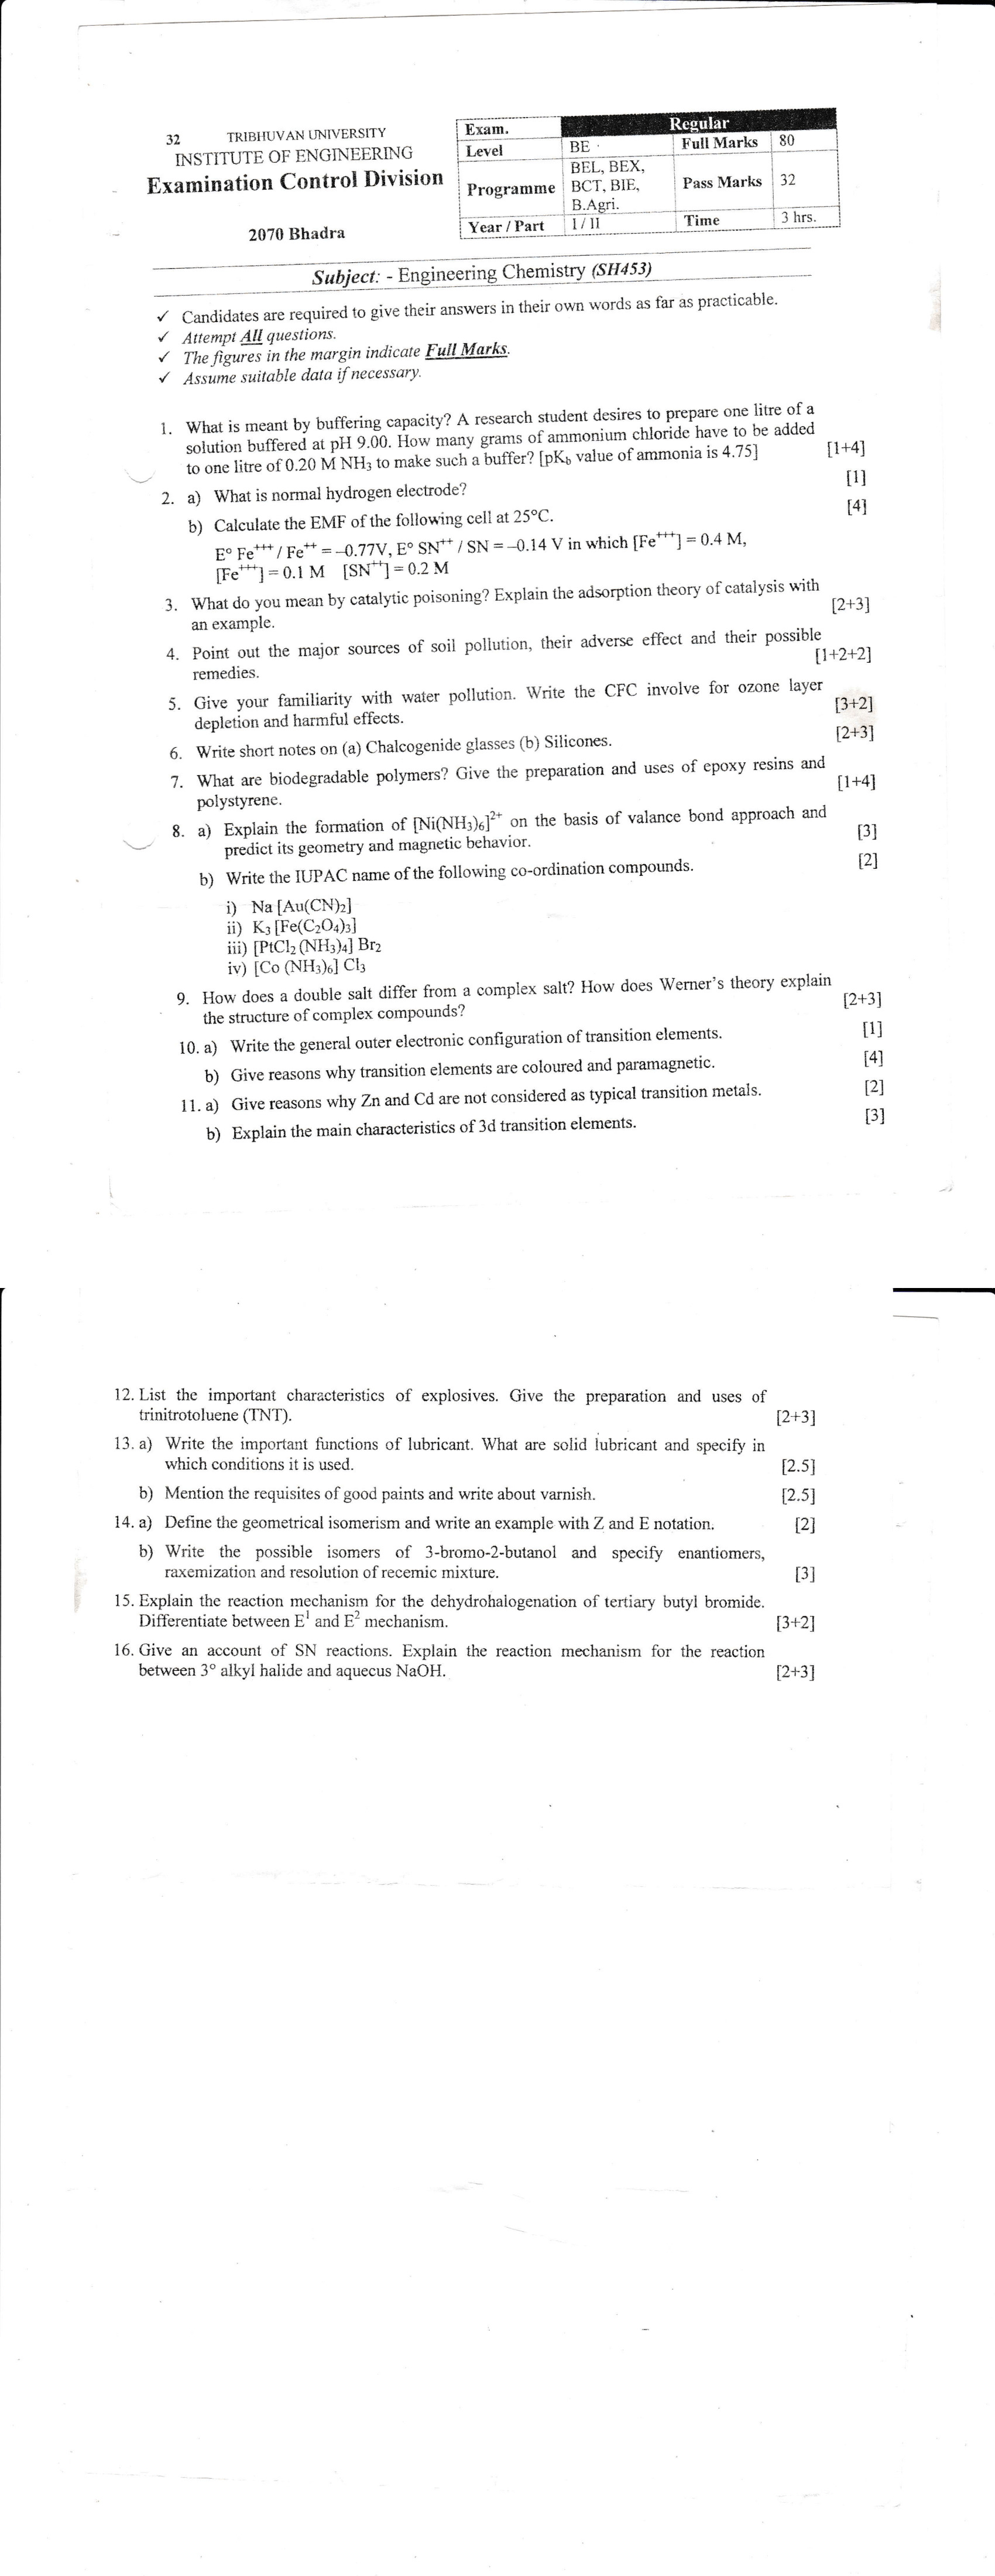 32 TRIBHUVAN UNIVERSITY
INSTITUTE OF ENGINEERING
Examination Control Division
2070 Bhadra
Exam. Regular
Level BE Full Marks 80
Programme BEL, BEX, BCT, BIE, B.Agri. Pass Marks 32
Year / Part I / II Time 3 hrs.
Subject: - Engineering Chemistry (SH453)
✓ Candidates are required to give their answers in their own words as far as practicable.
✓ Attempt All questions.
✓ The figures in the margin indicate Full Marks.
✓ Assume suitable data if necessary.
1. What is meant by buffering capacity? A research student desires to prepare one litre of a
solution buffered at pH 9.00. How many grams of ammonium chloride have to be added
to one litre of 0.20 M NH₃ to make such a buffer? [pKb value of ammonia is 4.75] [1+4]
2. a) What is normal hydrogen electrode? [1]
b) Calculate the EMF of the following cell at 25°C. [4]
E° Fe⁺⁺⁺ / Fe⁺⁺ = –0.77V, E° SN⁺⁺ / SN = –0.14 V in which [Fe⁺⁺⁺] = 0.4 M,
[Fe⁺⁺⁺] = 0.1 M [SN⁺⁺] = 0.2 M
3. What do you mean by catalytic poisoning? Explain the adsorption theory of catalysis with
an example. [2+3]
4. Point out the major sources of soil pollution, their adverse effect and their possible
remedies. [1+2+2]
5. Give your familiarity with water pollution. Write the CFC involve for ozone layer
depletion and harmful effects. [3+2]
6. Write short notes on (a) Chalcogenide glasses (b) Silicones. [2+3]
7. What are biodegradable polymers? Give the preparation and uses of epoxy resins and
polystyrene. [1+4]
8. a) Explain the formation of [Ni(NH₃)₆]²⁺ on the basis of valance bond approach and
predict its geometry and magnetic behavior. [3]
b) Write the IUPAC name of the following co-ordination compounds. [2]
i) Na [Au(CN)₂]
ii) K₃ [Fe(C₂O₄)₃]
iii) [PtCl₂ (NH₃)₄] Br₂
iv) [Co (NH₃)₆] Cl₃
9. How does a double salt differ from a complex salt? How does Werner's theory explain
the structure of complex compounds? [2+3]
10. a) Write the general outer electronic configuration of transition elements. [1]
b) Give reasons why transition elements are coloured and paramagnetic. [4]
11. a) Give reasons why Zn and Cd are not considered as typical transition metals. [2]
b) Explain the main characteristics of 3d transition elements. [3]
12. List the important characteristics of explosives. Give the preparation and uses of
trinitrotoluene (TNT). [2+3]
13. a) Write the important functions of lubricant. What are solid lubricant and specify in
which conditions it is used. [2.5]
b) Mention the requisites of good paints and write about varnish. [2.5]
14. a) Define the geometrical isomerism and write an example with Z and E notation. [2]
b) Write the possible isomers of 3-bromo-2-butanol and specify enantiomers,
raxemization and resolution of recemic mixture. [3]
15. Explain the reaction mechanism for the dehydrohalogenation of tertiary butyl bromide.
Differentiate between E¹ and E² mechanism. [3+2]
16. Give an account of SN reactions. Explain the reaction mechanism for the reaction
between 3° alkyl halide and aquecus NaOH. [2+3]